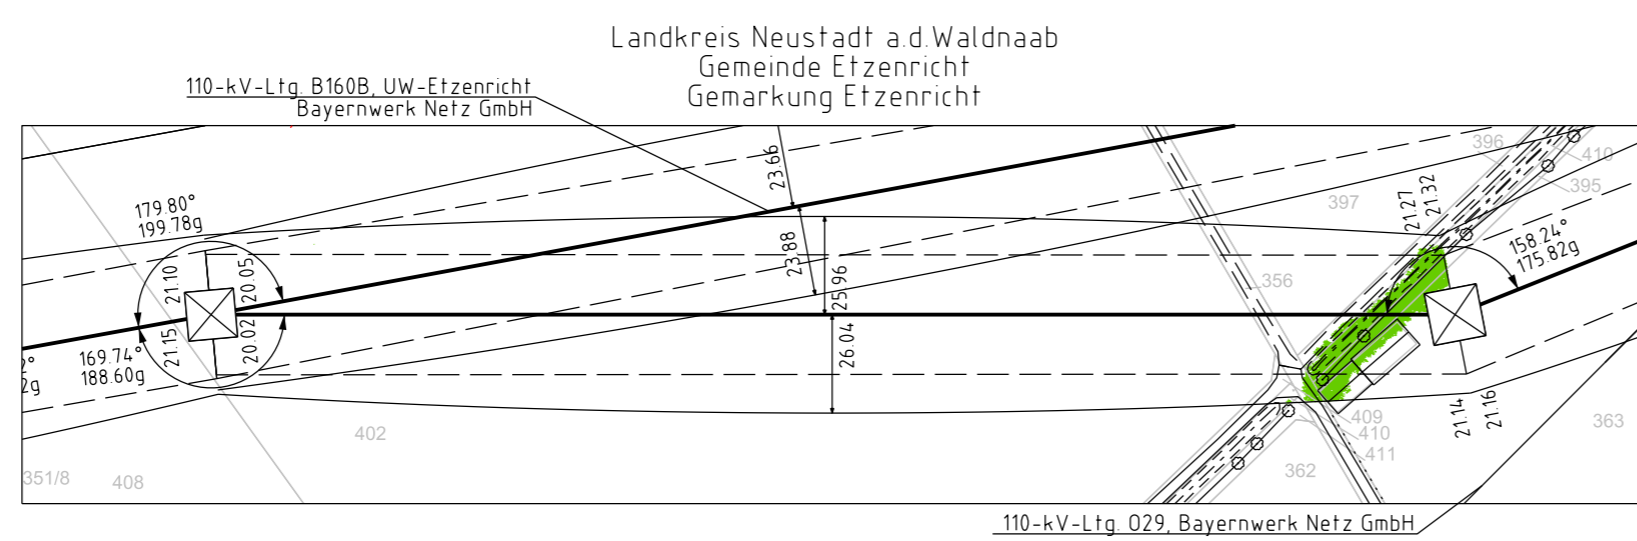 Landkreis Neustadt a.d.Waldnaab
Gemeinde Etzenricht
Gemarkung Etzenricht
110-kV-Ltg. B160B, UW-Etzenricht
Bayernwerk Netz GmbH
23.66
396
410
395
397
21.27
21.32
179.80°
199.78g
158.24°
175.82g
23.88
21.10
20.05
25.96
356
21.15
20.02
26.04
169.74°
188.60g
2°
2g
21.14
21.16
409
410
411
363
402
362
351/8
408
110-kV-Ltg. O29, Bayernwerk Netz GmbH